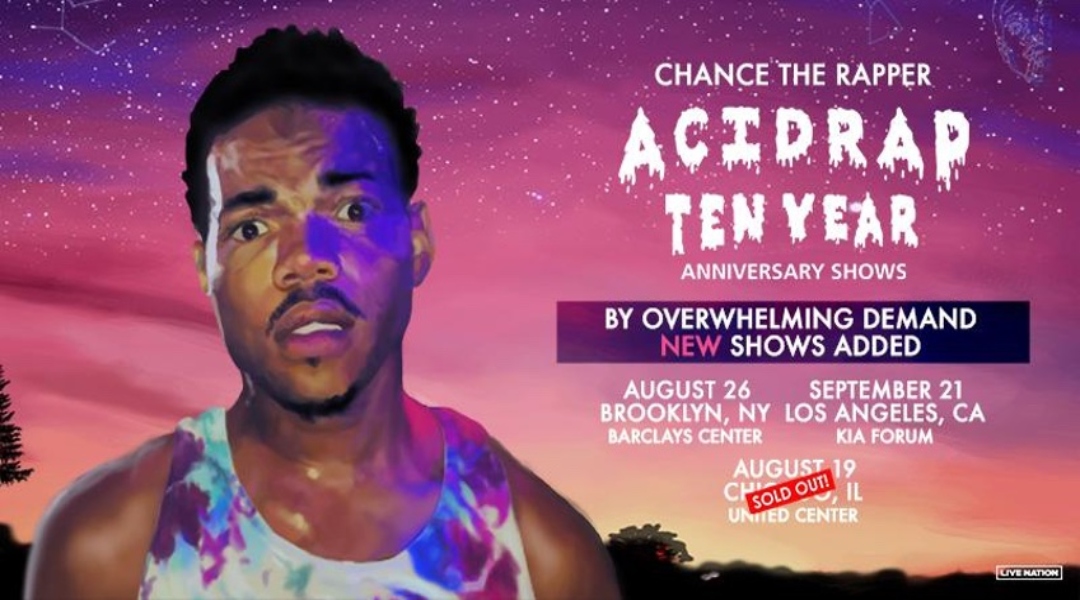 CHANCE THE RAPPER
ACIDRAP
TEN YEAR
ANNIVERSARY SHOWS
BY OVERWHELMING DEMAND
NEW SHOWS ADDED
AUGUST 26
BROOKLYN, NY
BARCLAYS CENTER
SEPTEMBER 21
LOS ANGELES, CA
KIA FORUM
AUGUST 19
SOLD OUT!
IL
UNITED CENTER
LIVE NATION